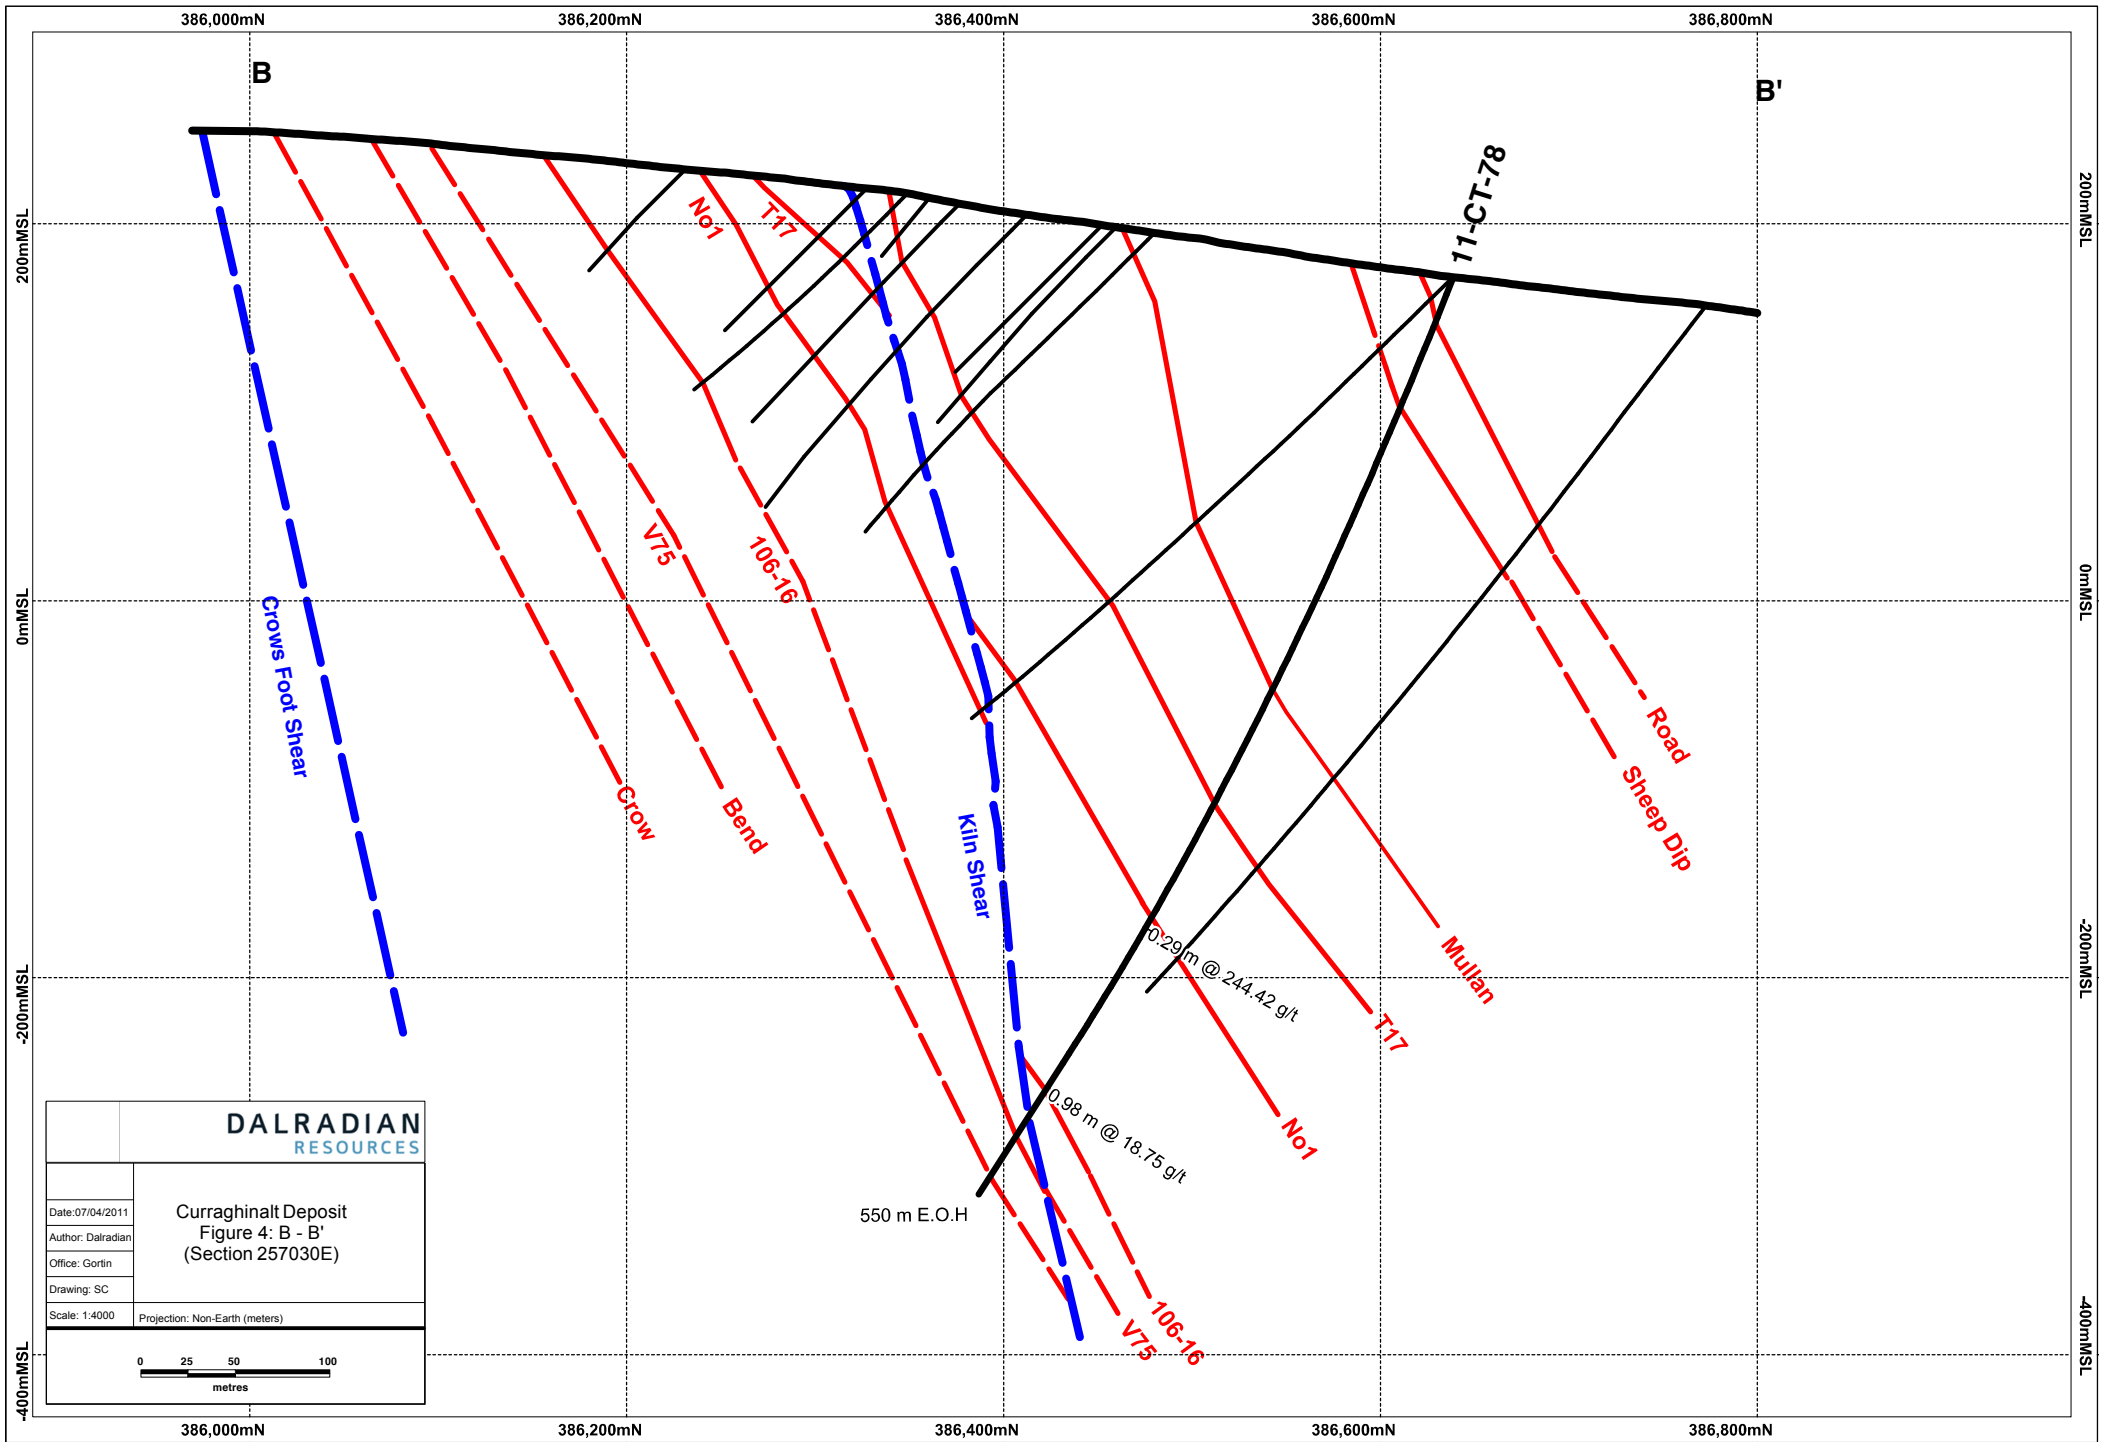 386,000mN 386,200mN 386,400mN 386,600mN 386,800mN
B
B'
11-CT-78
200mMSL
200mMSL
No1
T17
0mMSL
0mMSL
V75
106-16
Crows Foot Shear
Crow
Bend
Kiln Shear
Road
Sheep Dip
Mullan
-200mMSL
-200mMSL
0.29 m @ 244.42 g/t
T17
0.98 m @ 18.75 g/t
No1
550 m E.O.H
106-16
V75
-400mMSL
-400mMSL
DALRADIAN
RESOURCES
Curraghinalt Deposit
Figure 4: B - B'
(Section 257030E)
Date:07/04/2011
Author: Dalradian
Office: Gortin
Drawing: SC
Scale: 1:4000
Projection: Non-Earth (meters)
0 25 50 100
metres
386,000mN 386,200mN 386,400mN 386,600mN 386,800mN